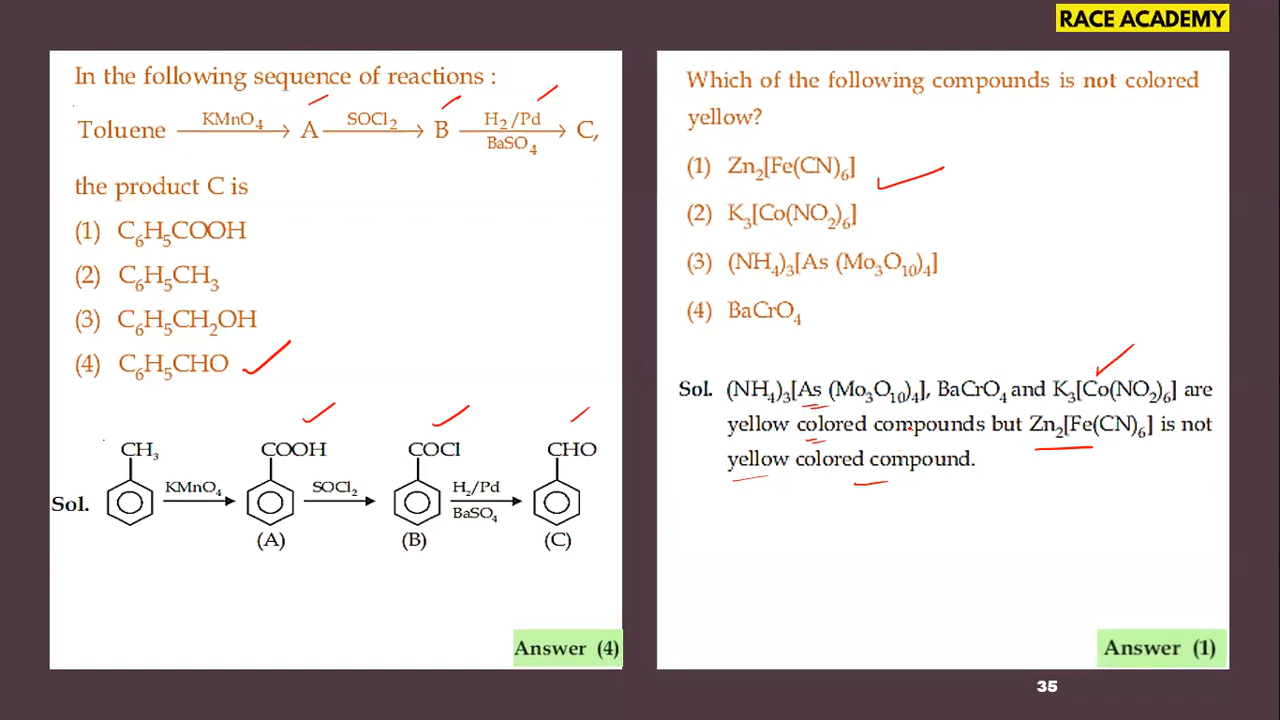 RACE ACADEMY
In the following sequence of reactions :
Toluene KMnO₄ → A SOCl₂ → B H₂/Pd BaSO₄ → C,
the product C is
(1) C₆H₅COOH
(2) C₆H₅CH₃
(3) C₆H₅CH₂OH
(4) C₆H₅CHO
CH₃ COOH COCl CHO
Sol. KMnO₄ SOCl₂ H₂/Pd BaSO₄
(A) (B) (C)
Answer (4)
Which of the following compounds is not colored
yellow?
(1) Zn₂[Fe(CN)₆]
(2) K₃[Co(NO₂)₆]
(3) (NH₄)₃[As (Mo₃O₁₀)₄]
(4) BaCrO₄
Sol. (NH₄)₃[As (Mo₃O₁₀)₄], BaCrO₄ and K₃[Co(NO₂)₆] are
yellow colored compounds but Zn₂[Fe(CN)₆] is not
yellow colored compound.
Answer (1)
35